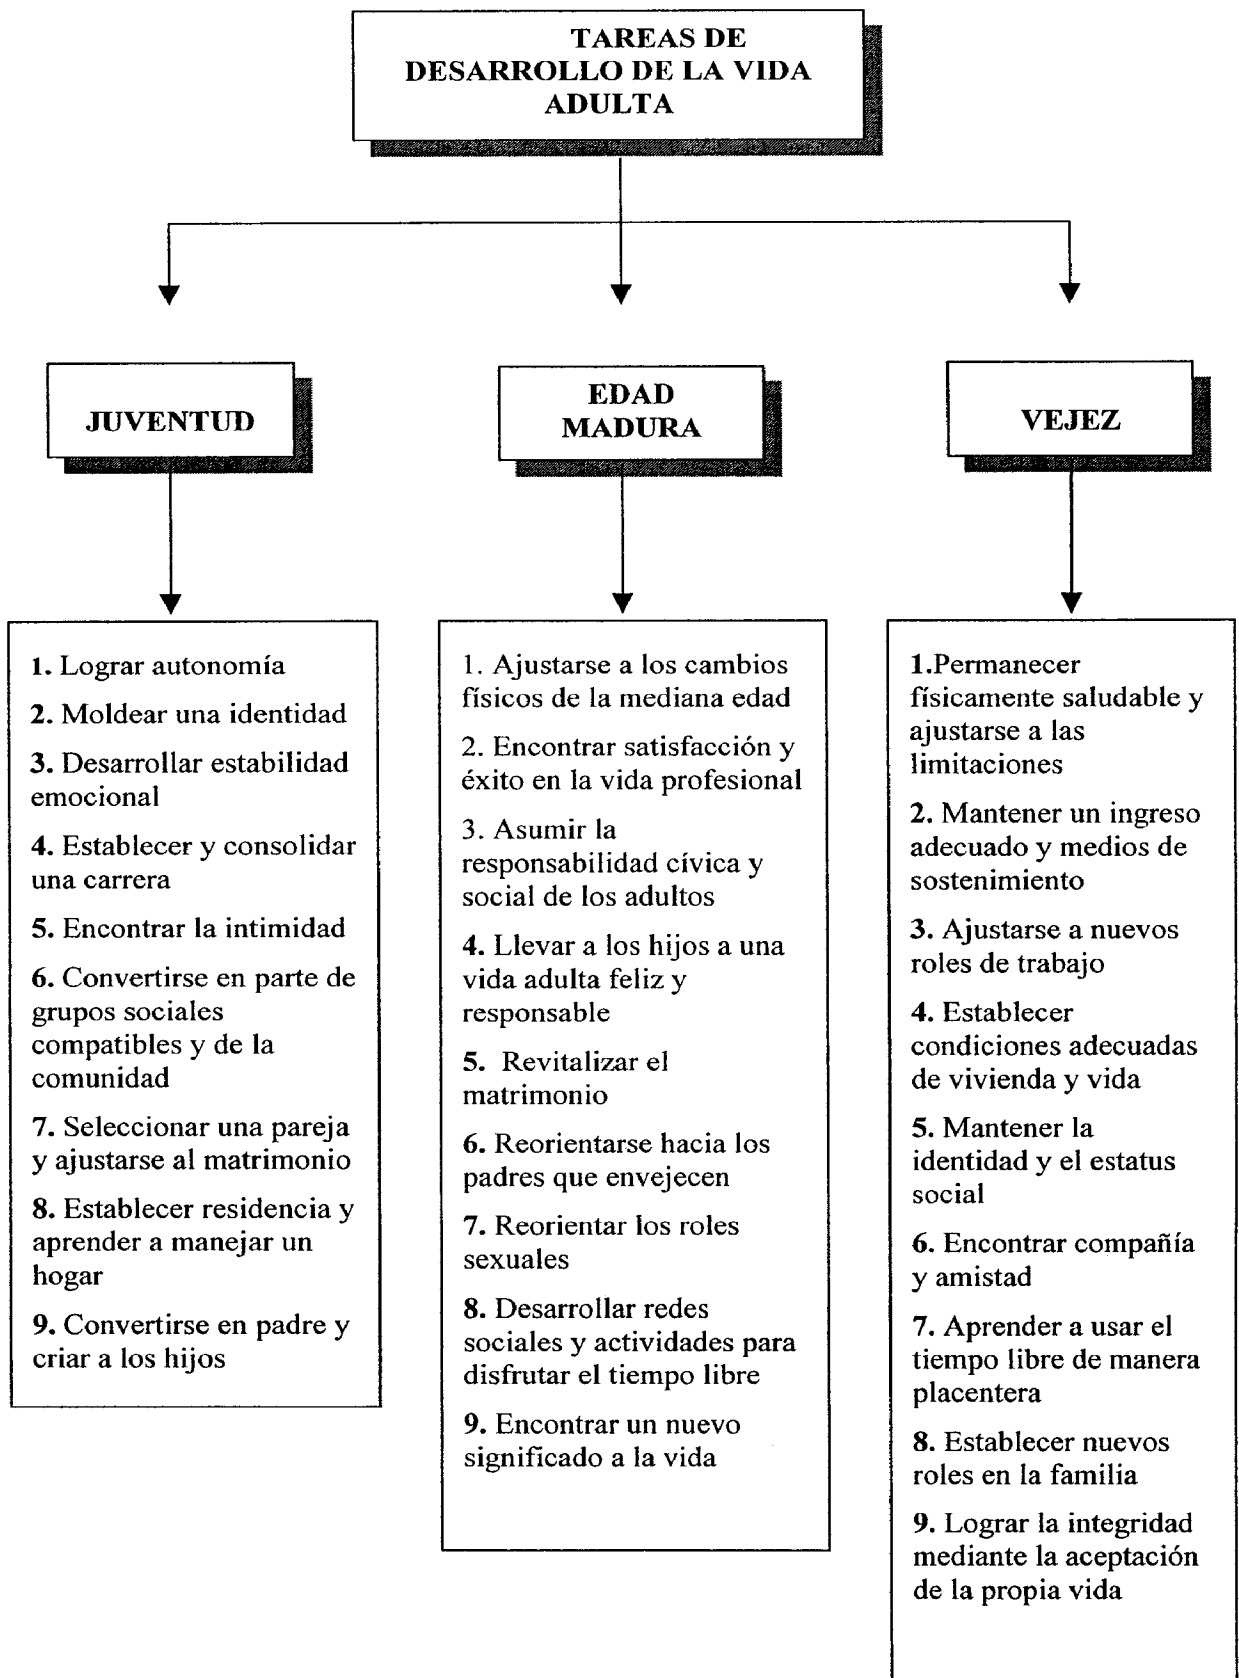 TAREAS DE
DESARROLLO DE LA VIDA
ADULTA
JUVENTUD
EDAD
MADURA
VEJEZ
1. Lograr autonomía
2. Moldear una identidad
3. Desarrollar estabilidad
emocional
4. Establecer y consolidar
una carrera
5. Encontrar la intimidad
6. Convertirse en parte de
grupos sociales
compatibles y de la
comunidad
7. Seleccionar una pareja
y ajustarse al matrimonio
8. Establecer residencia y
aprender a manejar un
hogar
9. Convertirse en padre y
criar a los hijos
1. Ajustarse a los cambios
físicos de la mediana edad
2. Encontrar satisfacción y
éxito en la vida profesional
3. Asumir la
responsabilidad cívica y
social de los adultos
4. Llevar a los hijos a una
vida adulta feliz y
responsable
5. Revitalizar el
matrimonio
6. Reorientarse hacia los
padres que envejecen
7. Reorientar los roles
sexuales
8. Desarrollar redes
sociales y actividades para
disfrutar el tiempo libre
9. Encontrar un nuevo
significado a la vida
1.Permanecer
físicamente saludable y
ajustarse a las
limitaciones
2. Mantener un ingreso
adecuado y medios de
sostenimiento
3. Ajustarse a nuevos
roles de trabajo
4. Establecer
condiciones adecuadas
de vivienda y vida
5. Mantener la
identidad y el estatus
social
6. Encontrar compañía
y amistad
7. Aprender a usar el
tiempo libre de manera
placentera
8. Establecer nuevos
roles en la familia
9. Lograr la integridad
mediante la aceptación
de la propia vida